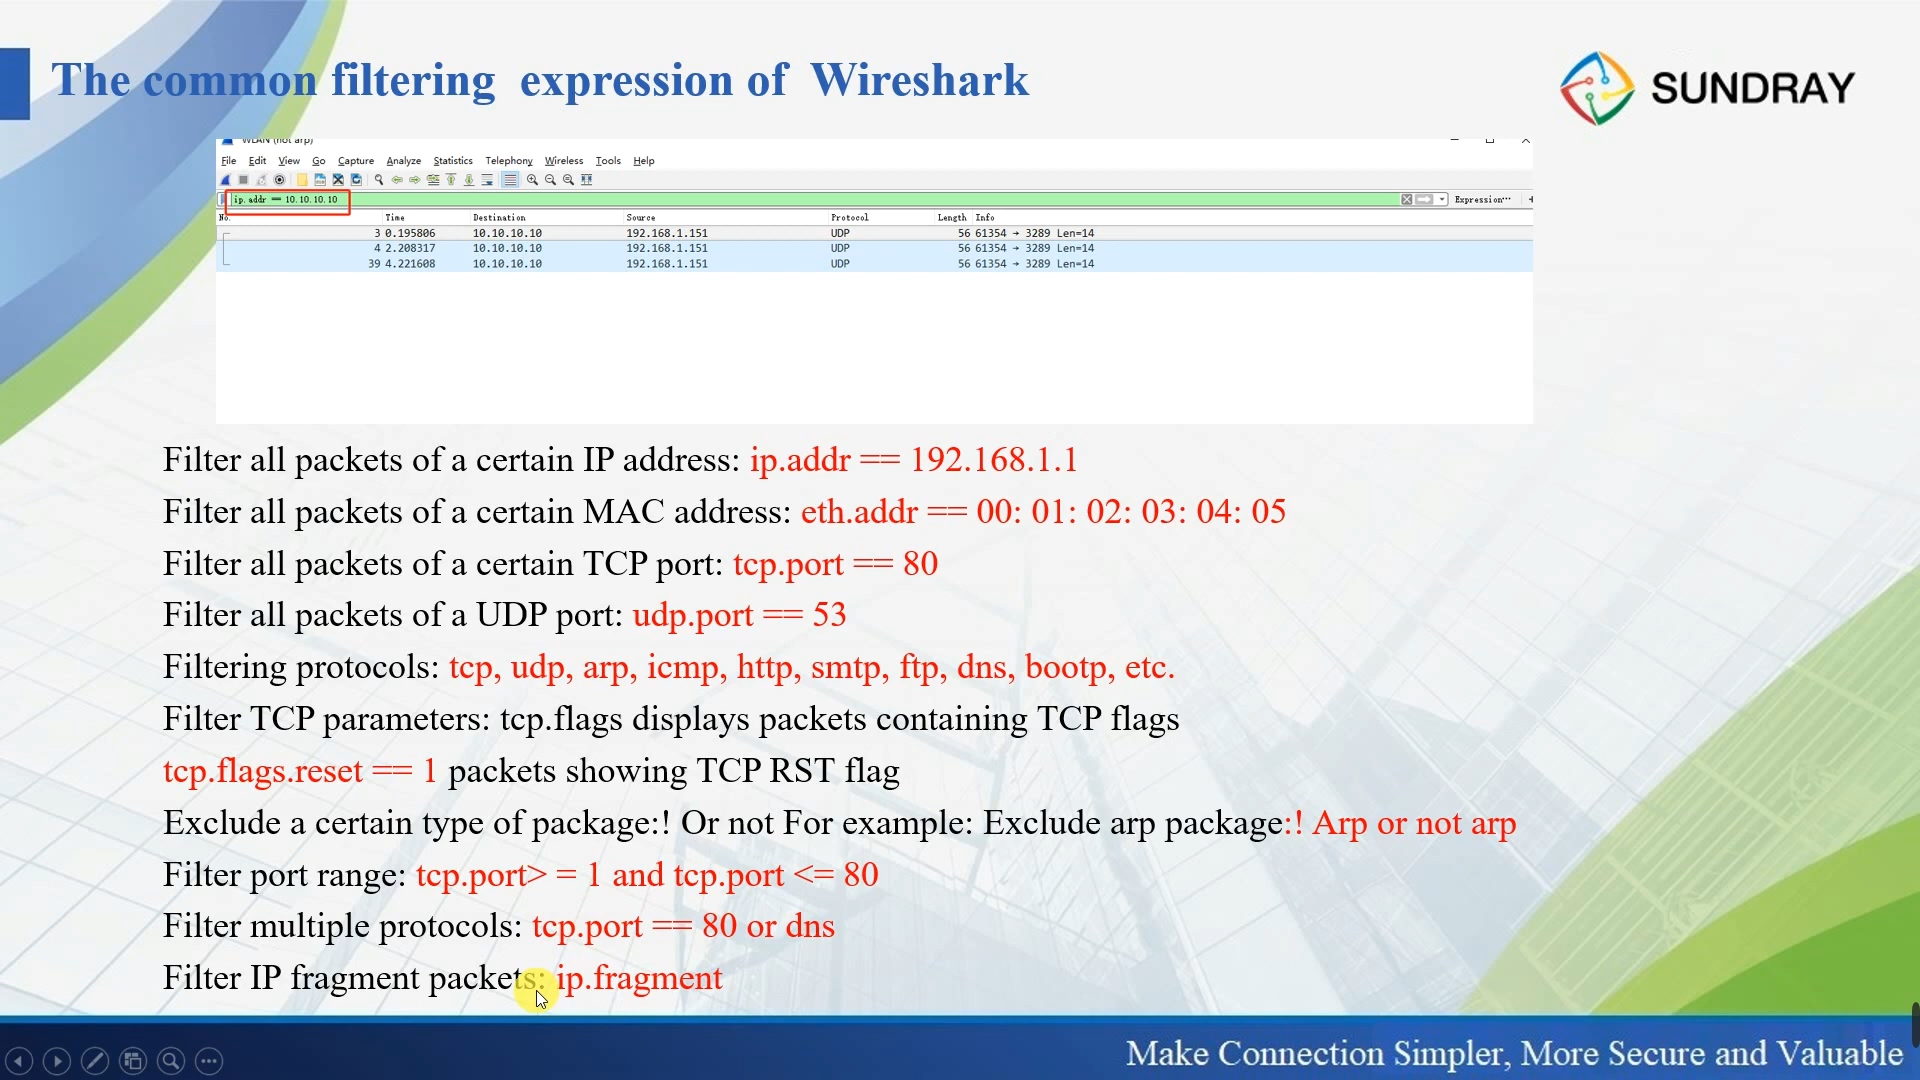 The common filtering expression of Wireshark
SUNDRAY
WLAN (not arp)
File Edit View Go Capture Analyze Statistics Telephony Wireless Tools Help
ip.addr == 10.10.10.10
Expression…
No. Time Destination Source Protocol Length Info
3 0.195806 10.10.10.10 192.168.1.151 UDP 56 61354 → 3289 Len=14
4 2.208317 10.10.10.10 192.168.1.151 UDP 56 61354 → 3289 Len=14
39 4.221608 10.10.10.10 192.168.1.151 UDP 56 61354 → 3289 Len=14
Filter all packets of a certain IP address: ip.addr == 192.168.1.1
Filter all packets of a certain MAC address: eth.addr == 00: 01: 02: 03: 04: 05
Filter all packets of a certain TCP port: tcp.port == 80
Filter all packets of a UDP port: udp.port == 53
Filtering protocols: tcp, udp, arp, icmp, http, smtp, ftp, dns, bootp, etc.
Filter TCP parameters: tcp.flags displays packets containing TCP flags
tcp.flags.reset == 1 packets showing TCP RST flag
Exclude a certain type of package:! Or not For example: Exclude arp package:! Arp or not arp
Filter port range: tcp.port> = 1 and tcp.port <= 80
Filter multiple protocols: tcp.port == 80 or dns
Filter IP fragment packets: ip.fragment
Make Connection Simpler, More Secure and Valuable